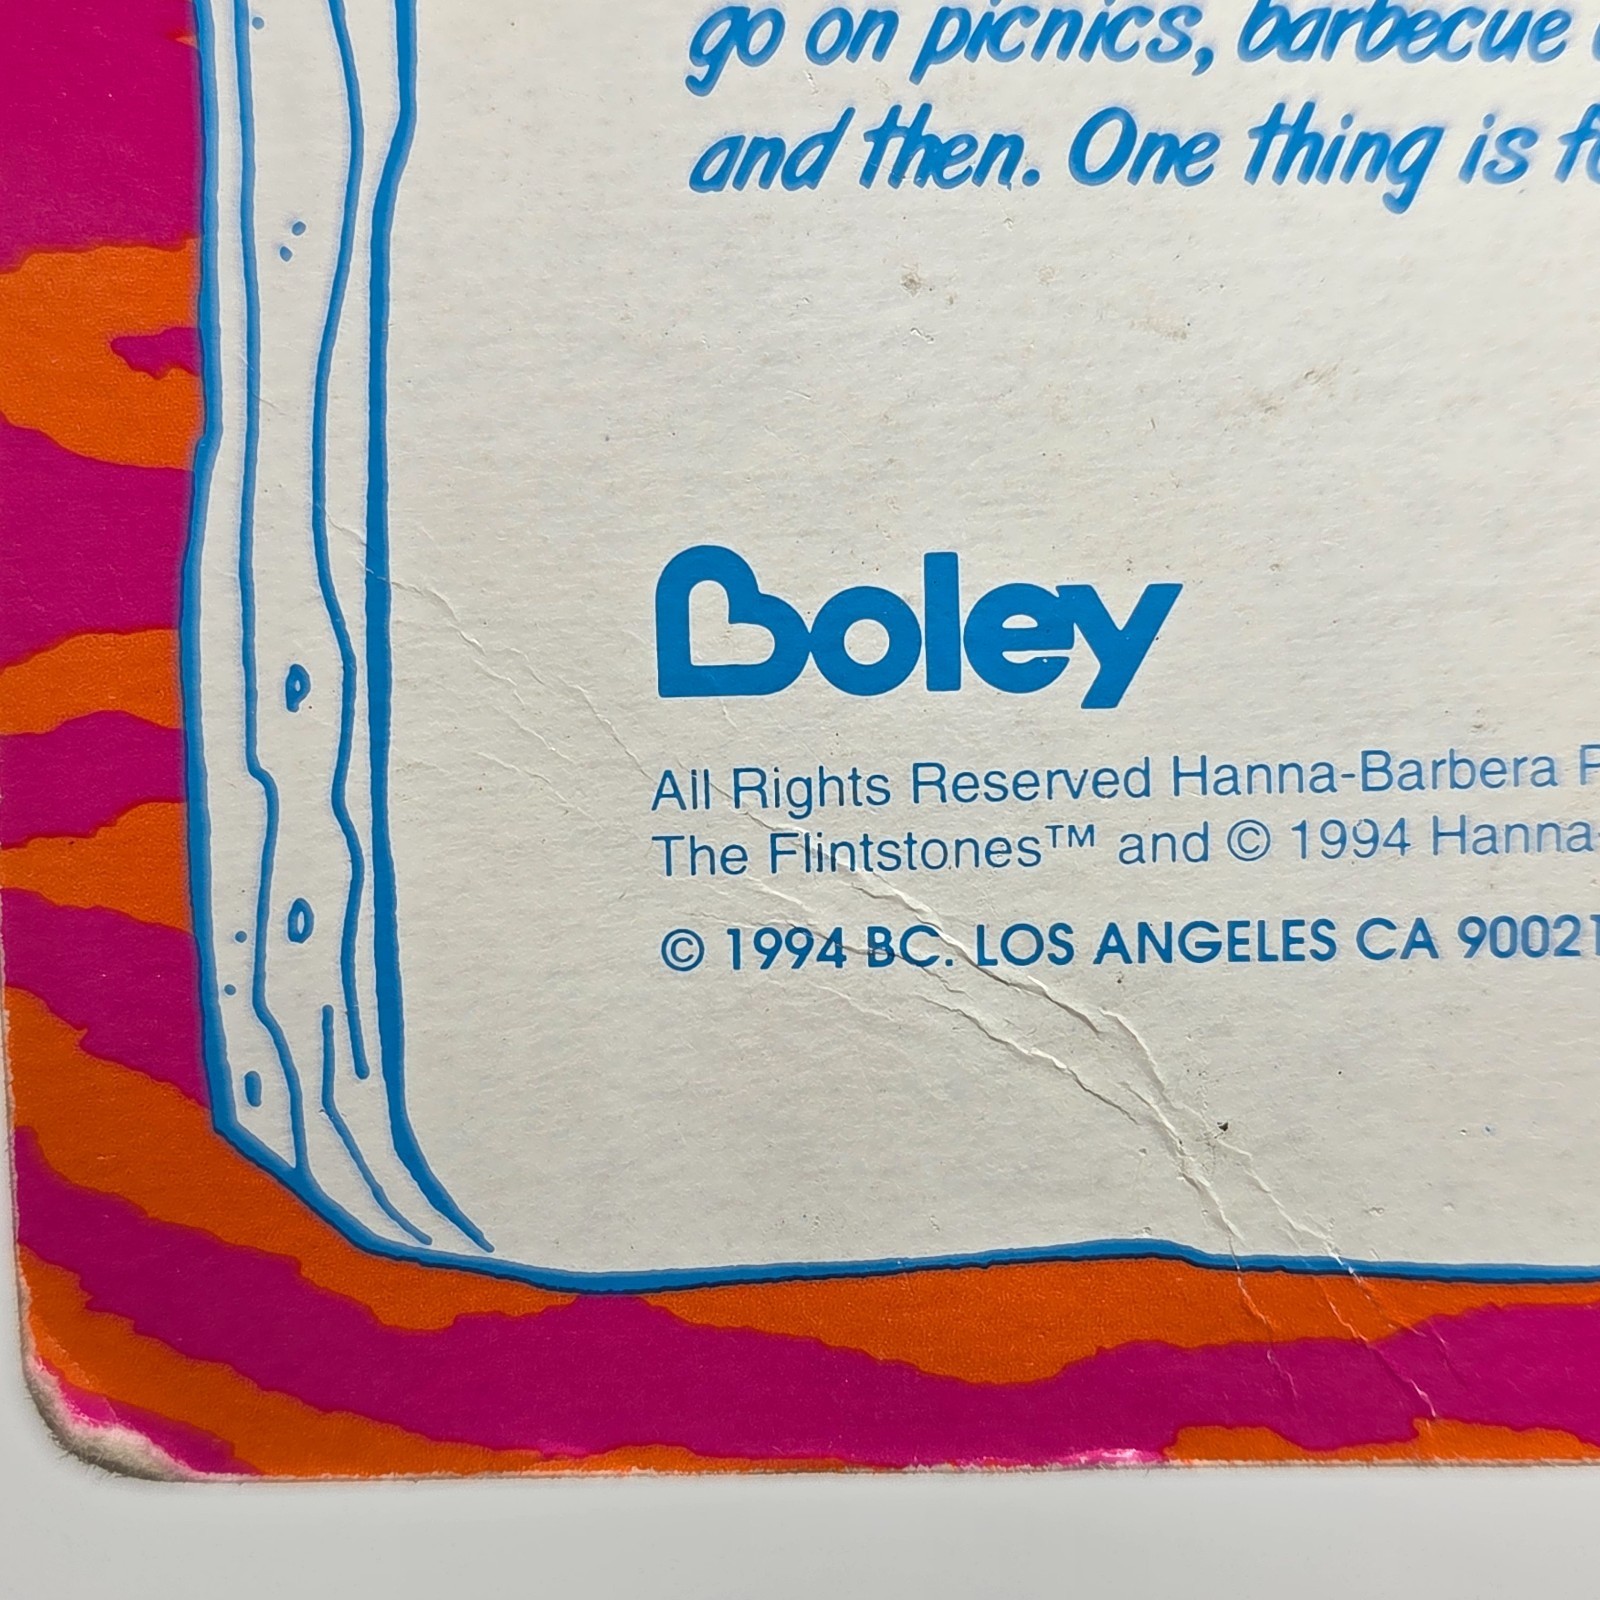 go on picnics, barbecue
and then. One thing is
Boley
All Rights Reserved Hanna-Barbera
The Flintstones™ and © 1994 Hanna-
© 1994 BC. LOS ANGELES CA 90021